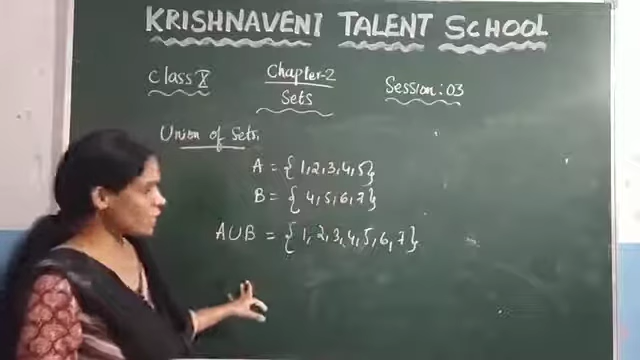 KRISHNAVENI TALENT SCHOOL
Class X Chapter-2 Session: 03
Sets
Union of Sets.
A = {1,2,3,4,5}
B = { 4,5,6,7}
A∪B = {1,2,3,4,5,6,7}